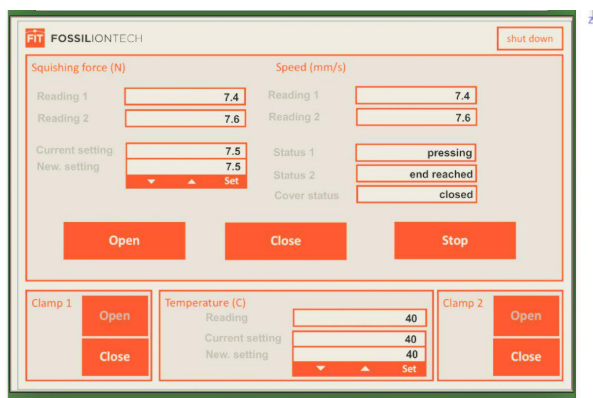 FIT FOSSILIONTECH
shut down
Squishing force (N)
Reading 1 7.4
Reading 2 7.6
Current setting 7.5
New. setting 7.5
Set
Speed (mm/s)
Reading 1 7.4
Reading 2 7.6
Status 1 pressing
Status 2 end reached
Cover status closed
Open Close Stop
Clamp 1
Open
Close
Temperature (C)
Reading 40
Current setting 40
New. setting 40
Set
Clamp 2
Open
Close